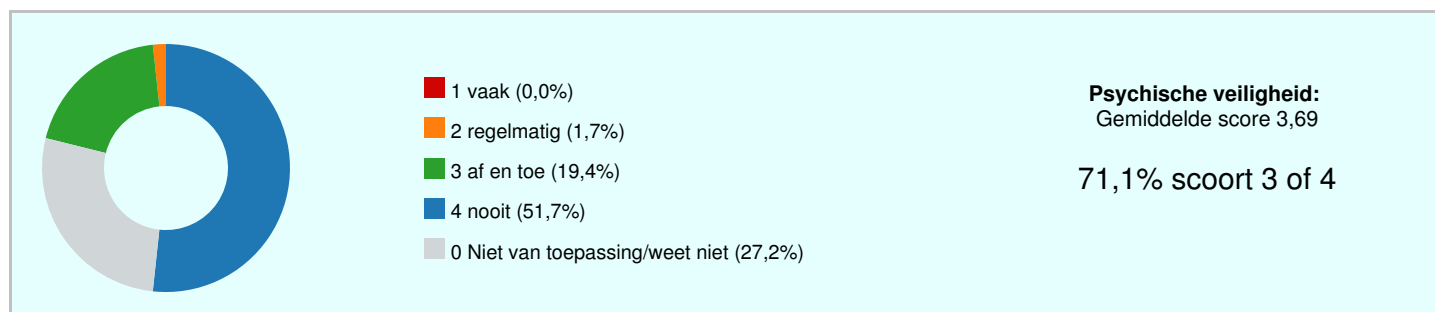 1 vaak (0,0%)
2 regelmatig (1,7%)
3 af en toe (19,4%)
4 nooit (51,7%)
0 Niet van toepassing/weet niet (27,2%)
Psychische veiligheid:
Gemiddelde score 3,69
71,1% scoort 3 of 4